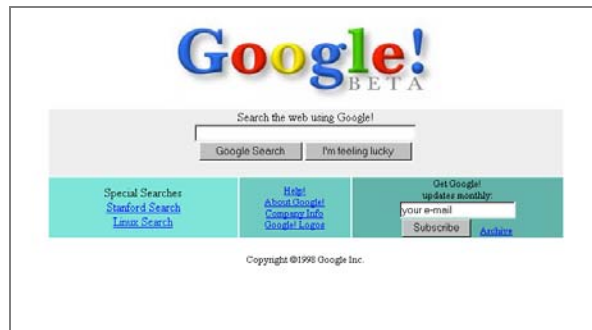 Google!
BETA
Search the web using Google!
Google Search I'm feeling lucky
Special Searches
Stanford Search
Linux Search
Help!
About Google!
Company Info
Google! Logos
Get Google!
updates monthly:
your e-mail
Subscribe Archive
Copyright ©1998 Google Inc.